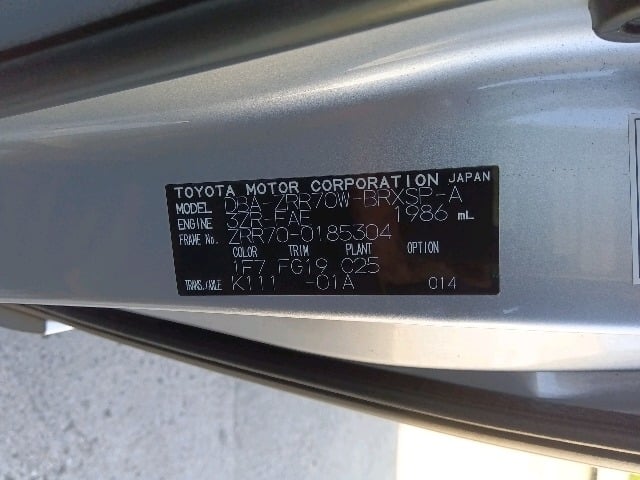 TOYOTA MOTOR CORPORATION JAPAN
MODEL DBA-ZRR70W-BRXSP-A
ENGINE 3ZR-FAE 1986 mL
FRAME No. ZRR70-0185304
COLOR TRIM PLANT OPTION
1F7 FG19 C25
TRANS./AXLE K111 -01A 014